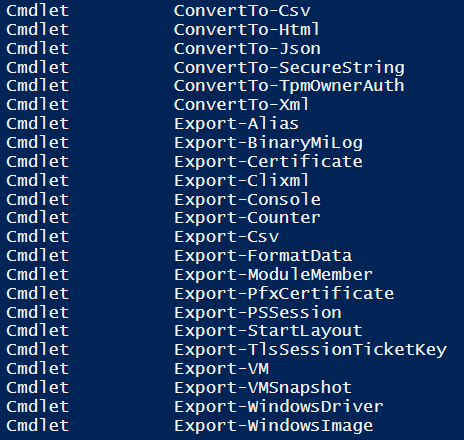 Cmdlet ConvertTo-Csv
Cmdlet ConvertTo-Html
Cmdlet ConvertTo-Json
Cmdlet ConvertTo-SecureString
Cmdlet ConvertTo-TpmOwnerAuth
Cmdlet ConvertTo-Xml
Cmdlet Export-Alias
Cmdlet Export-BinaryMiLog
Cmdlet Export-Certificate
Cmdlet Export-Clixml
Cmdlet Export-Console
Cmdlet Export-Counter
Cmdlet Export-Csv
Cmdlet Export-FormatData
Cmdlet Export-ModuleMember
Cmdlet Export-PfxCertificate
Cmdlet Export-PSSession
Cmdlet Export-StartLayout
Cmdlet Export-TlsSessionTicketKey
Cmdlet Export-VM
Cmdlet Export-VMSnapshot
Cmdlet Export-WindowsDriver
Cmdlet Export-WindowsImage